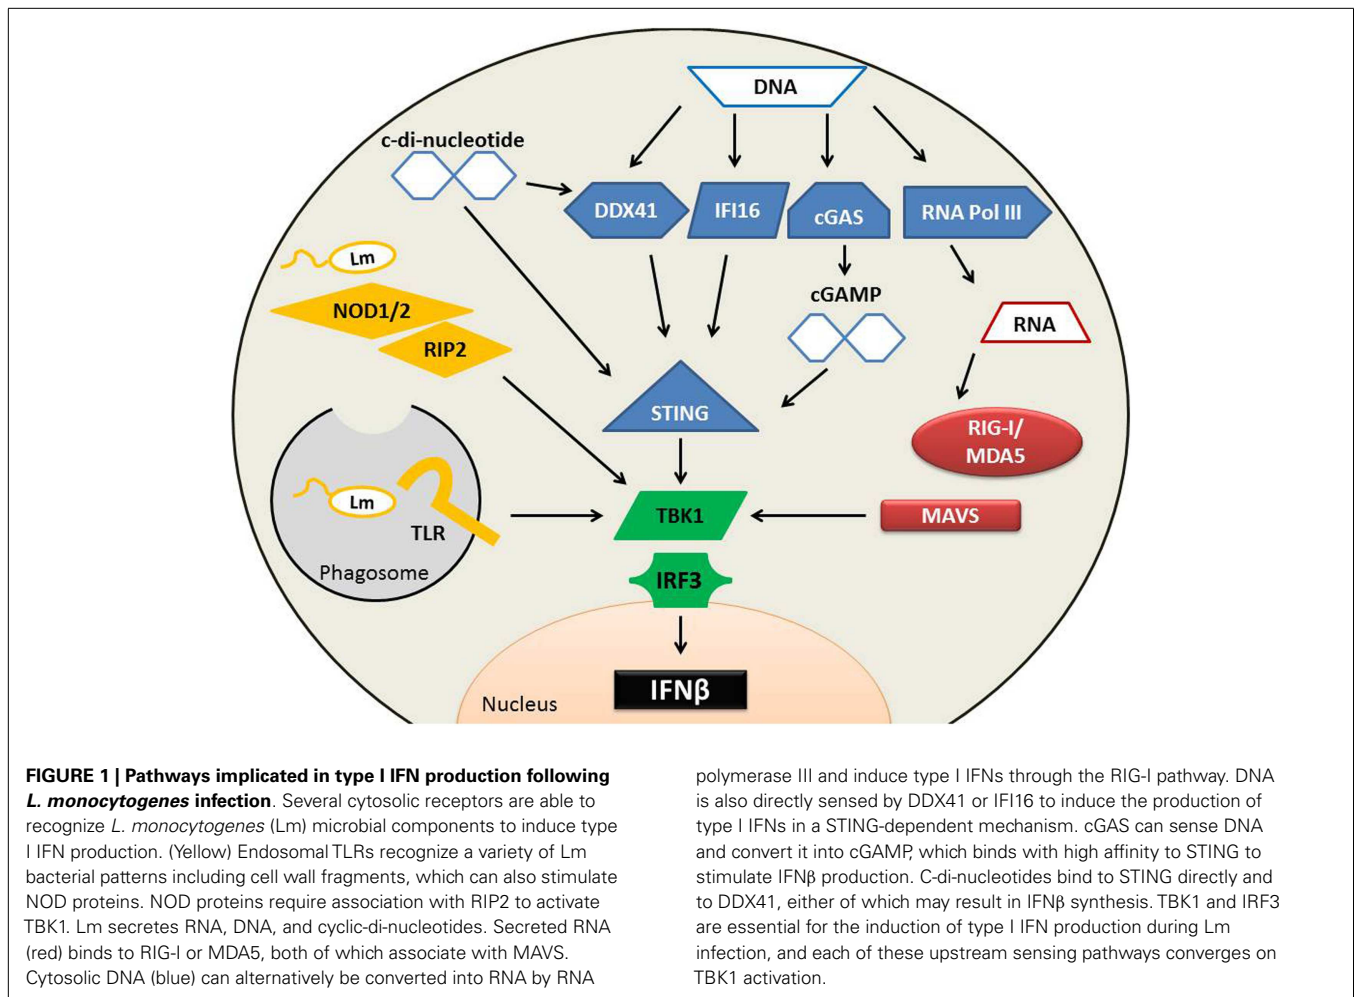 DNA
c-di-nucleotide
DDX41
IFI16
cGAS
RNA Pol III
Lm
NOD1/2
RIP2
cGAMP
RNA
STING
RIG-I/
MDA5
Lm
TLR
Phagosome
TBK1
MAVS
IRF3
IFNβ
Nucleus
FIGURE 1 | Pathways implicated in type I IFN production following
L. monocytogenes infection. Several cytosolic receptors are able to
recognize L. monocytogenes (Lm) microbial components to induce type
I IFN production. (Yellow) Endosomal TLRs recognize a variety of Lm
bacterial patterns including cell wall fragments, which can also stimulate
NOD proteins. NOD proteins require association with RIP2 to activate
TBK1. Lm secretes RNA, DNA, and cyclic-di-nucleotides. Secreted RNA
(red) binds to RIG-I or MDA5, both of which associate with MAVS.
Cytosolic DNA (blue) can alternatively be converted into RNA by RNA
polymerase III and induce type I IFNs through the RIG-I pathway. DNA
is also directly sensed by DDX41 or IFI16 to induce the production of
type I IFNs in a STING-dependent mechanism. cGAS can sense DNA
and convert it into cGAMP, which binds with high affinity to STING to
stimulate IFNβ production. C-di-nucleotides bind to STING directly and
to DDX41, either of which may result in IFNβ synthesis. TBK1 and IRF3
are essential for the induction of type I IFN production during Lm
infection, and each of these upstream sensing pathways converges on
TBK1 activation.